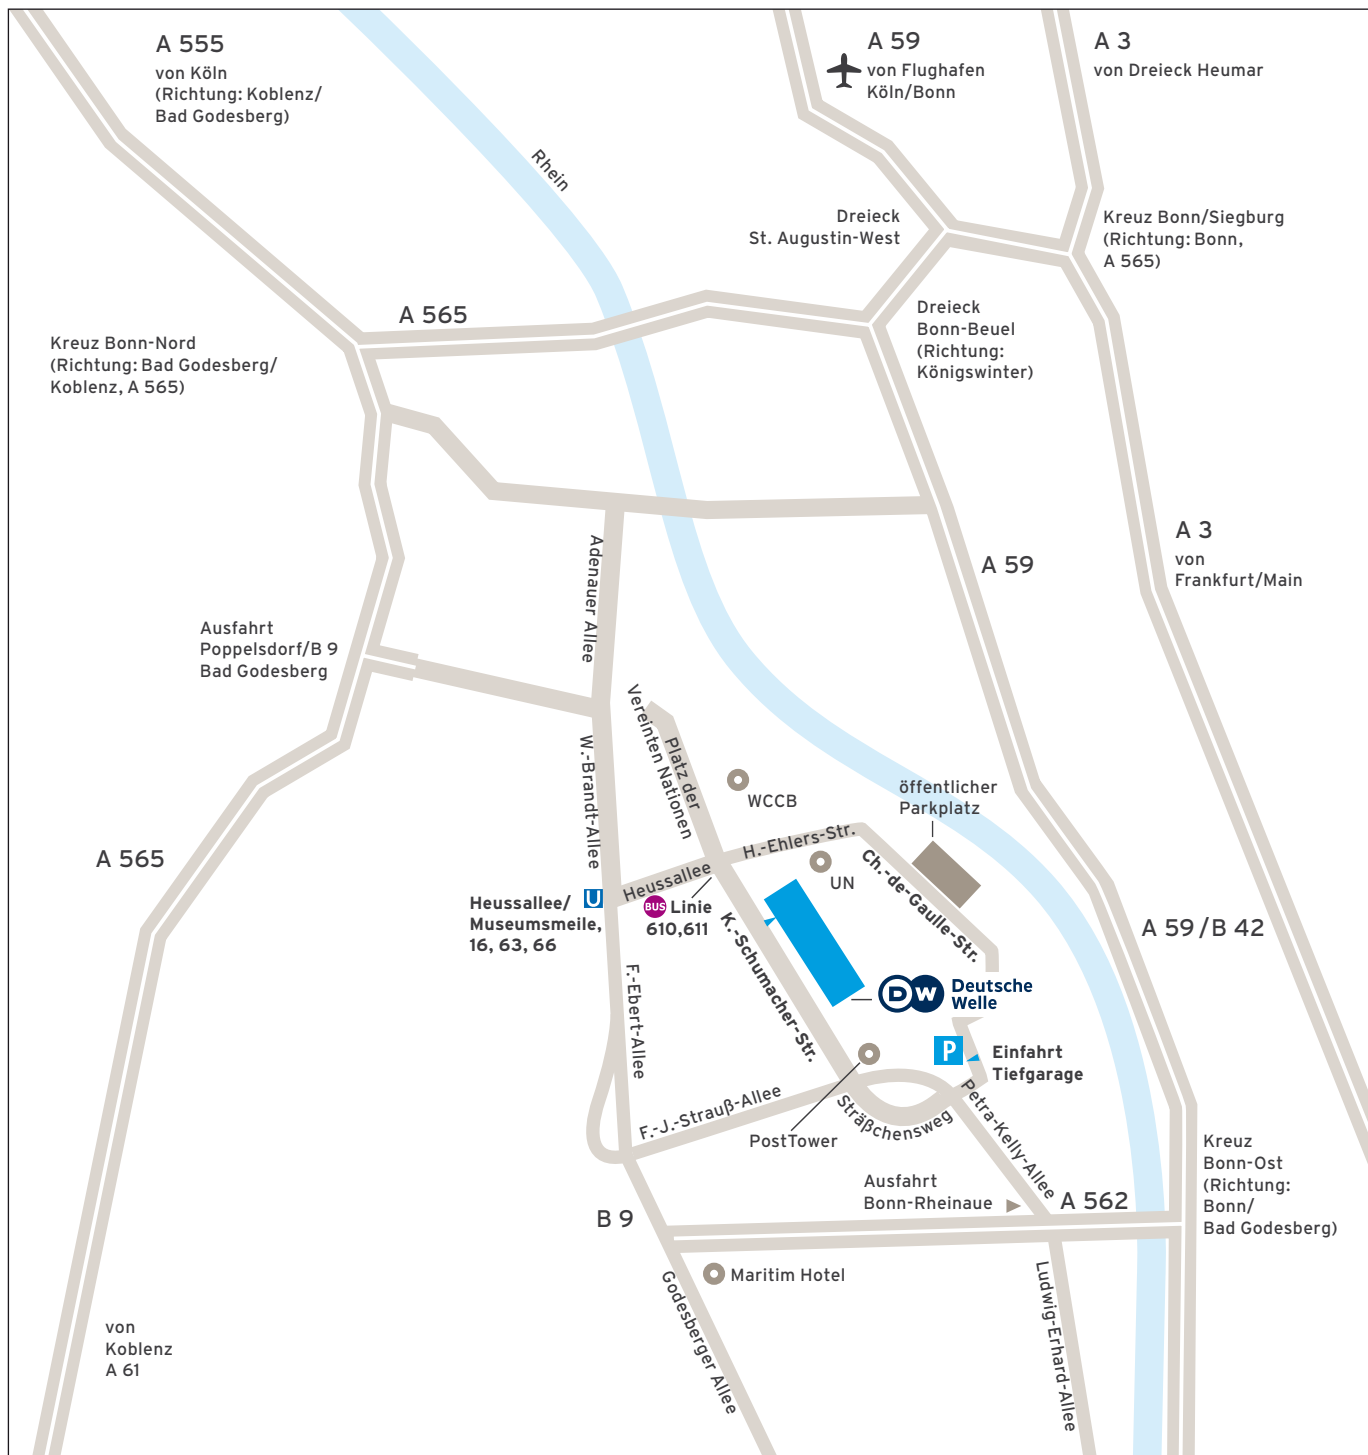 A 555
von Köln
(Richtung: Koblenz/
Bad Godesberg)
A 59
von Flughafen
Köln/Bonn
A 3
von Dreieck Heumar
Rhein
Dreieck
St. Augustin-West
Kreuz Bonn/Siegburg
(Richtung: Bonn,
A 565)
A 565
Dreieck
Bonn-Beuel
(Richtung:
Königswinter)
Kreuz Bonn-Nord
(Richtung: Bad Godesberg/
Koblenz, A 565)
A 3
von
Frankfurt/Main
A 59
Adenauer Allee
Ausfahrt
Poppelsdorf/B 9
Bad Godesberg
Platz der
Vereinten Nationen
W.-Brandt-Allee
WCCB
öffentlicher
Parkplatz
H.-Ehlers-Str.
A 565
UN
Ch.-de-Gaulle-Str.
Heussallee
Heussallee/
Museumsmeile,
16, 63, 66
U
BUS Linie
610,611
K.-Schumacher-Str.
A 59/B 42
F.-Ebert-Allee
DW Deutsche
Welle
P
Einfahrt
Tiefgarage
F.-J.-Strauß-Allee
Sträßchensweg
Petra-Kelly-Allee
PostTower
Kreuz
Bonn-Ost
(Richtung:
Bonn/
Bad Godesberg)
Ausfahrt
Bonn-Rheinaue
A 562
B 9
Maritim Hotel
Godesberger Allee
Ludwig-Erhard-Allee
von
Koblenz
A 61